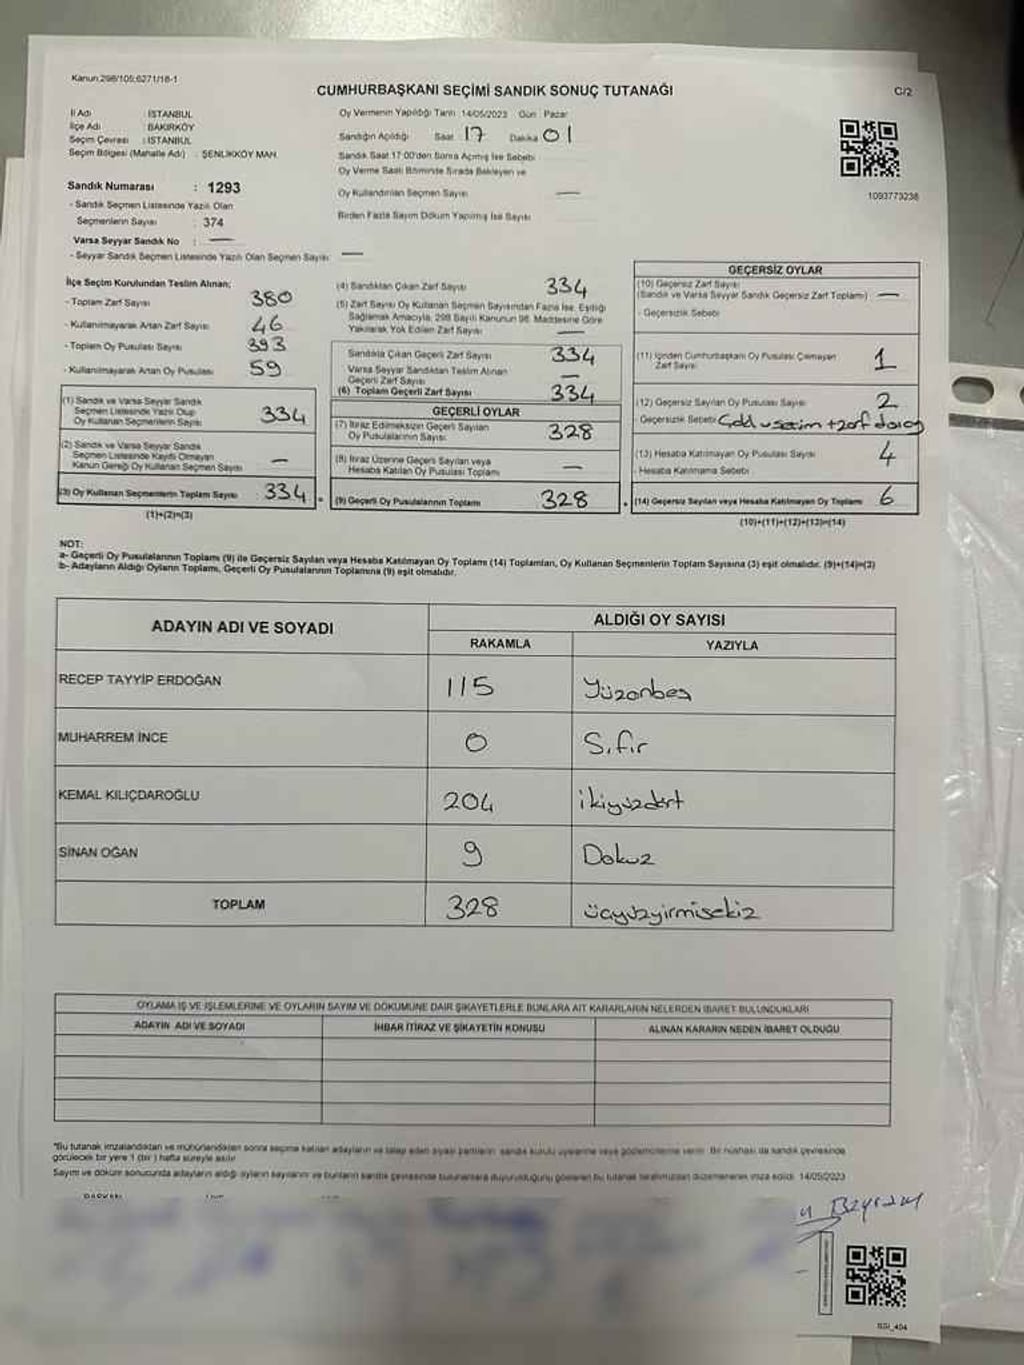 Kanun;298/105;6271/18-1
CUMHURBAŞKANI SEÇİMİ SANDIK SONUÇ TUTANAĞI
C/2
İl Adı : İSTANBUL
İlçe Adı : BAKIRKÖY
Seçim Çevresi : İSTANBUL
Seçim Bölgesi (Mahalle Adı) : ŞENLİKKÖY MAH.
Oy Vermenin Yapıldığı Tarih 14/05/2023 Gün : Pazar
Sandığın Açıldığı Saat 17 Dakika 01
Sandık Saat 17:00'den Sonra Açılmış İse Sebebi
Oy Verme Saati Bitiminde Sırada Bekleyen ve
Oy Kullandırılan Seçmen Sayısı —
Birden Fazla Sayım Döküm Yapılmış İse Sayısı
1093773238
Sandık Numarası : 1293
- Sandık Seçmen Listesinde Yazılı Olan
Seçmenlerin Sayısı : 374
Varsa Seyyar Sandık No : —
- Seyyar Sandık Seçmen Listesinde Yazılı Olan Seçmen Sayısı : —
İlçe Seçim Kurulundan Teslim Alınan;
- Toplam Zarf Sayısı 380
- Kullanılmayarak Artan Zarf Sayısı 46
- Toplam Oy Pusulası Sayısı 393
- Kullanılmayarak Artan Oy Pusulası 59
(1) Sandık ve Varsa Seyyar Sandık
Seçmen Listesinde Yazılı Olup
Oy Kullanan Seçmenlerin Sayısı 334
(2) Sandık ve Varsa Seyyar Sandık
Seçmen Listesinde Kaydı Olmayan
Kanun Gereği Oy Kullanan Seçmen Sayısı —
(3) Oy Kullanan Seçmenlerin Toplam Sayısı 334
(1)+(2)=(3)
(4) Sandıktan Çıkan Zarf Sayısı 334
(5) Zarf Sayısı Oy Kullanan Seçmen Sayısından Fazla İse, Eşitliği
Sağlamak Amacıyla, 298 Sayılı Kanunun 98. Maddesine Göre
Yakılarak Yok Edilen Zarf Sayısı —
Sandıkta Çıkan Geçerli Zarf Sayısı 334
Varsa Seyyar Sandıktan Teslim Alınan
Geçerli Zarf Sayısı —
(6) Toplam Geçerli Zarf Sayısı 334
GEÇERLİ OYLAR
(7) İtiraz Edilmeksizin Geçerli Sayılan
Oy Pusulalarının Sayısı 328
(8) İtiraz Üzerine Geçerli Sayılan veya
Hesaba Katılan Oy Pusulası Toplamı —
(9) Geçerli Oy Pusulalarının Toplamı 328
GEÇERSİZ OYLAR
(10) Geçersiz Zarf Sayısı
(Sandık ve Varsa Seyyar Sandık Geçersiz Zarf Toplamı) —
- Geçersizlik Sebebi
(11) İçinden Cumhurbaşkanı Oy Pusulası Çıkmayan
Zarf Sayısı 1
(12) Geçersiz Sayılan Oy Pusulası Sayısı 2
- Geçersizlik Sebebi
(13) Hesaba Katılmayan Oy Pusulası Sayısı 4
- Hesaba Katılmama Sebebi
(14) Geçersiz Sayılan veya Hesaba Katılmayan Oy Toplamı 6
(10)+(11)+(12)+(13)=(14)
NOT:
a- Geçerli Oy Pusulalarının Toplamı (9) ile Geçersiz Sayılan veya Hesaba Katılmayan Oy Toplamı (14) Toplamları, Oy Kullanan Seçmenlerin Toplam Sayısına (3) eşit olmalıdır. (9)+(14)=(3)
b- Adayların Aldığı Oyların Toplamı, Geçerli Oy Pusulalarının Toplamına (9) eşit olmalıdır.
ADAYIN ADI VE SOYADI
ALDIĞI OY SAYISI
RAKAMLA YAZIYLA
RECEP TAYYİP ERDOĞAN 115 Yüzonbeş
MUHARREM İNCE 0 Sıfır
KEMAL KILIÇDAROĞLU 204 ikiyüzdört
SİNAN OĞAN 9 Dokuz
TOPLAM 328 üçyüzyirmisekiz
OYLAMA İŞ VE İŞLEMLERİNE VE OYLARIN SAYIM VE DÖKÜMÜNE DAİR ŞİKAYETLERLE BUNLARA AİT KARARLARIN NELERDEN İBARET BULUNDUKLARI
ADAYIN ADI VE SOYADI İHBAR İTİRAZ VE ŞİKAYETİN KONUSU ALINAN KARARIN NEDEN İBARET OLDUĞU
*Bu tutanak imzalandıktan ve mühürlendikten sonra seçime katılan adayların ve talep eden siyasi partilerin sandık kurulu üyelerine veya gözlemcilerine verilir. Bir nüshası da sandık çevresinde
görülecek bir yere 1 (bir) hafta süreyle asılır.
Sayım ve döküm sonucunda adayların aldığı oyların sayılarını ve bunların sandık çevresinde bulunanlara duyurulduğunu gösteren bu tutanak tarafımızdan düzenlenerek imza edildi. 14/05/2023
Bayram